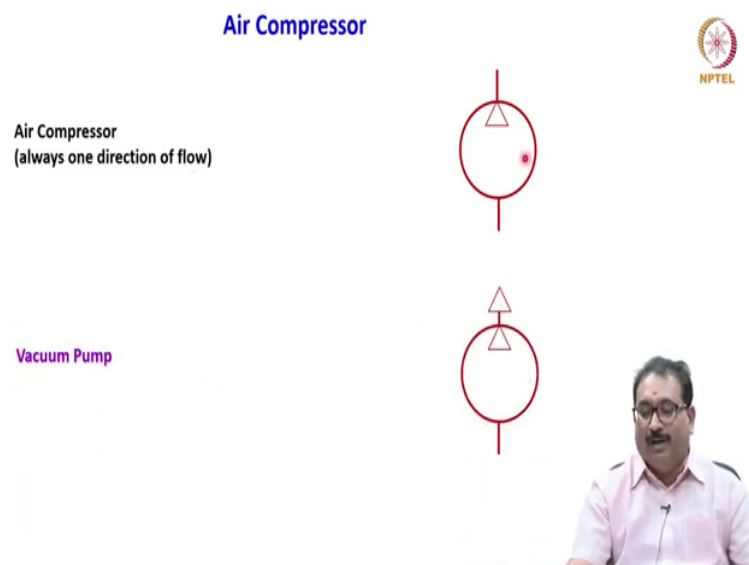 Air Compressor
NPTEL
Air Compressor
(always one direction of flow)
Vacuum Pump